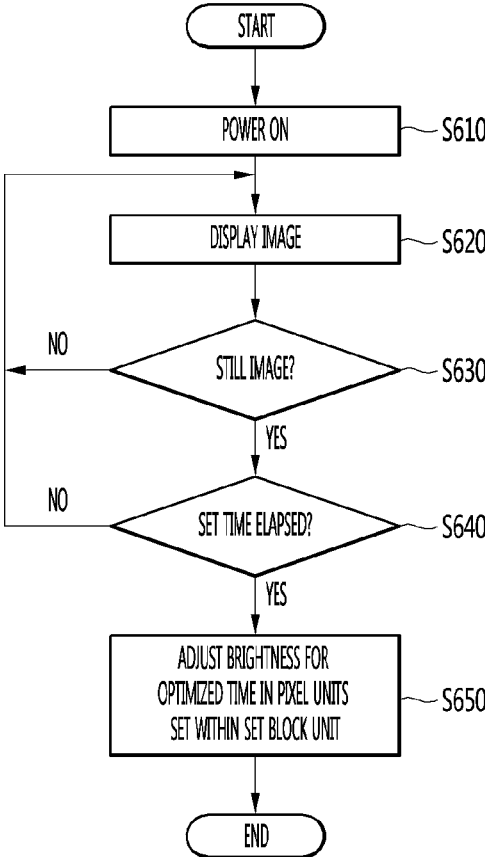 START
POWER ON
S610
DISPLAY IMAGE
S620
STILL IMAGE?
S630
NO
YES
SET TIME ELAPSED?
S640
NO
YES
ADJUST BRIGHTNESS FOR
OPTIMIZED TIME IN PIXEL UNITS
SET WITHIN SET BLOCK UNIT
S650
END